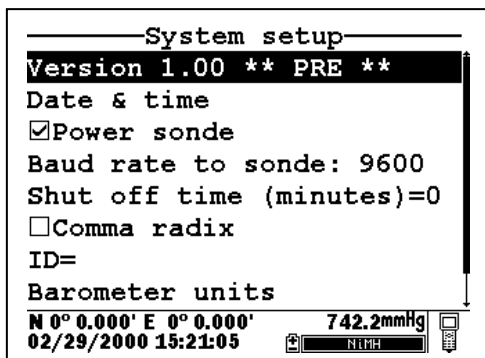 System setup
Version 1.00 ** PRE **
Date & time
☑Power sonde
Baud rate to sonde: 9600
Shut off time (minutes)=0
☐Comma radix
ID=
Barometer units
N 0° 0.000' E 0° 0.000' 742.2mmHg
02/29/2000 15:21:05 NiMH